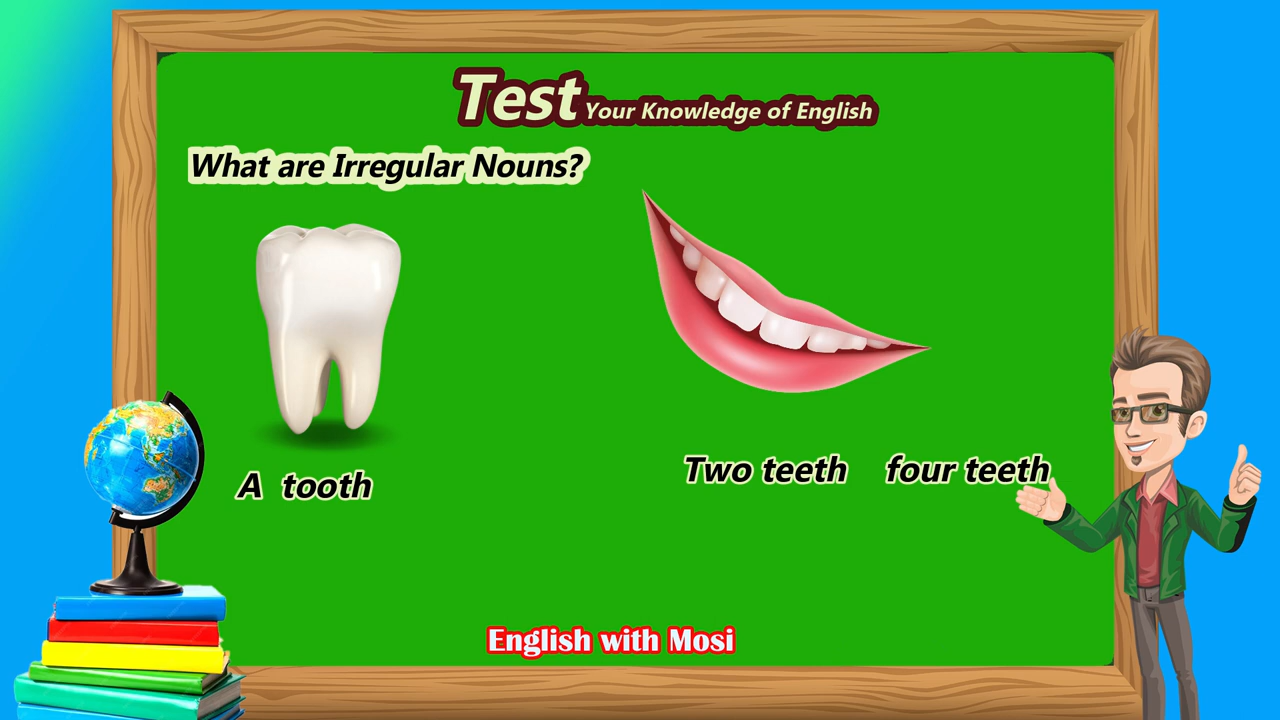 Test Your Knowledge of English
What are Irregular Nouns?
A tooth
Two teeth four teeth
English with Mosi